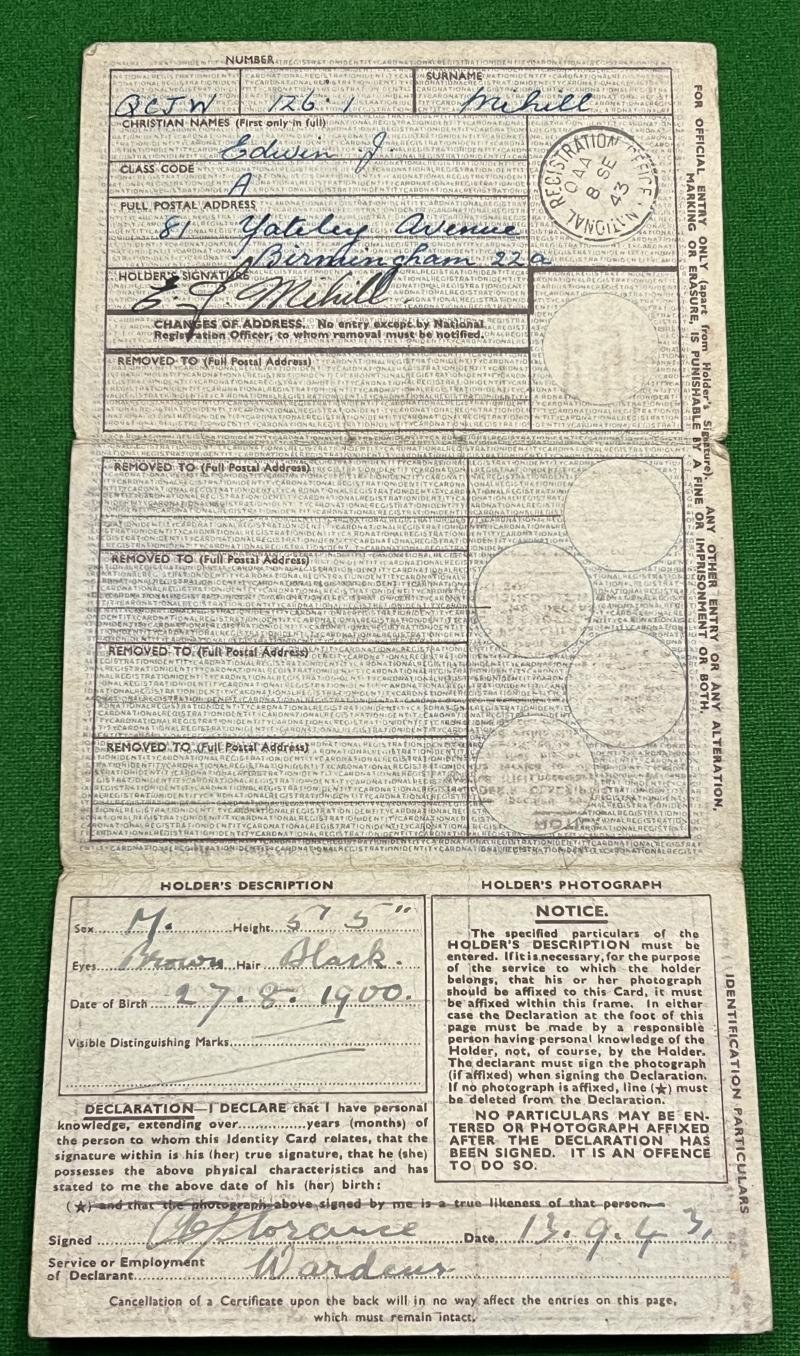 NUMBER
SURNAME
QCJW 126·1 Mihill
CHRISTIAN NAMES (First only in full)
Edwin J
CLASS CODE
A
FULL POSTAL ADDRESS
81 Yateley Avenue
Birmingham 22a
HOLDER'S SIGNATURE
E. J. Mihill.
CHANGES OF ADDRESS. No entry except by National
Registration Officer, to whom removal must be notified.
REMOVED TO (Full Postal Address)
NATIONAL REGISTRATION OFFICE
OAA
8 SE
43
REMOVED TO (Full Postal Address)
REMOVED TO (Full Postal Address)
REMOVED TO (Full Postal Address)
REMOVED TO (Full Postal Address)
FOR OFFICIAL ENTRY ONLY (apart from Holder's Signature). ANY OTHER ENTRY OR ANY ALTERATION,
MARKING OR ERASURE, IS PUNISHABLE BY A FINE OR IMPRISONMENT OR BOTH.
HOLDER'S DESCRIPTION
Sex M. Height 5' 5"
Eyes Brown Hair Black.
Date of Birth 27.8.1900.
Visible Distinguishing Marks
DECLARATION—I DECLARE that I have personal
knowledge, extending over years (months) of
the person to whom this Identity Card relates, that the
signature within is his (her) true signature, that he (she)
possesses the above physical characteristics and has
stated to me the above date of his (her) birth:
HOLDER'S PHOTOGRAPH
NOTICE.
The specified particulars of the
HOLDER'S DESCRIPTION must be
entered. If it is necessary, for the purpose
of the service to which the holder
belongs, that his or her photograph
should be affixed to this Card, it must
be affixed within this frame. In either
case the Declaration at the foot of this
page must be made by a responsible
person having personal knowledge of the
Holder, not, of course, by the Holder.
The declarant must sign the photograph
(if affixed) when signing the Declaration.
If no photograph is affixed, line (★) must
be deleted from the Declaration.
NO PARTICULARS MAY BE EN-
TERED OR PHOTOGRAPH AFFIXED
AFTER THE DECLARATION HAS
BEEN SIGNED. IT IS AN OFFENCE
TO DO SO.
IDENTIFICATION PARTICULARS
(★) and that the photograph above signed by me is a true likeness of that person.
Signed Florance Date 13.9.43.
Service or Employment
of Declarant Wardens
Cancellation of a Certificate upon the back will in no way affect the entries on this page,
which must remain intact.